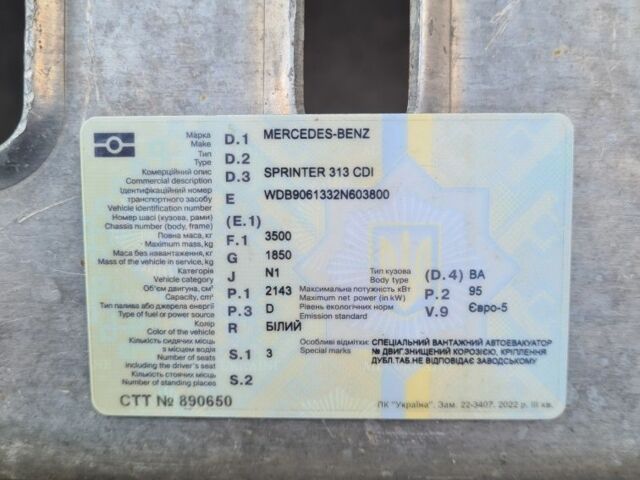 Марка D.1 MERCEDES-BENZ
Make
Тип D.2
Type
Комерційний опис D.3 SPRINTER 313 CDI
Commercial description
Ідентифікаційний номер
транспортного засобу E WDB9061332N603800
Vehicle identification number
Номер шасі (кузова, рами) (E.1)
Chassis number (body, frame)
Повна маса, кг F.1 3500
Maximum mass, kg
Маса без навантаження, кг G 1850
Mass of the vehicle in service, kg
Категорія J N1 Тип кузова (D.4) BA
Vehicle category Body type
Об'єм двигуна, см³ P.1 2143 Максимальна потужність кВт P.2 95
Capacity, cm³ Maximum net power (in kW)
Тип палива або джерела енергії P.3 D Рівень екологічних норм V.9 Євро-5
Type of fuel or power source Emission standard
Колір R БІЛИЙ
Color of the vehicle
Кількість сидячих місць Особливі відмітки: СПЕЦІАЛЬНИЙ ВАНТАЖНИЙ АВТОЕВАКУАТОР
з місцем водія S.1 3 Special marks № ДВИГ.ЗНИЩЕНИЙ КОРОЗІЄЮ, КРІПЛЕННЯ
Number of seats ДУБЛ.ТАБ.НЕ ВІДПОВІДАЄ ЗАВОДСЬКОМУ
including the driver's seat
Кількість стоячих місць S.2
Number of standing places
СТТ № 890650 ПК "Україна". Зам. 22-3407. 2022 р. III кв.